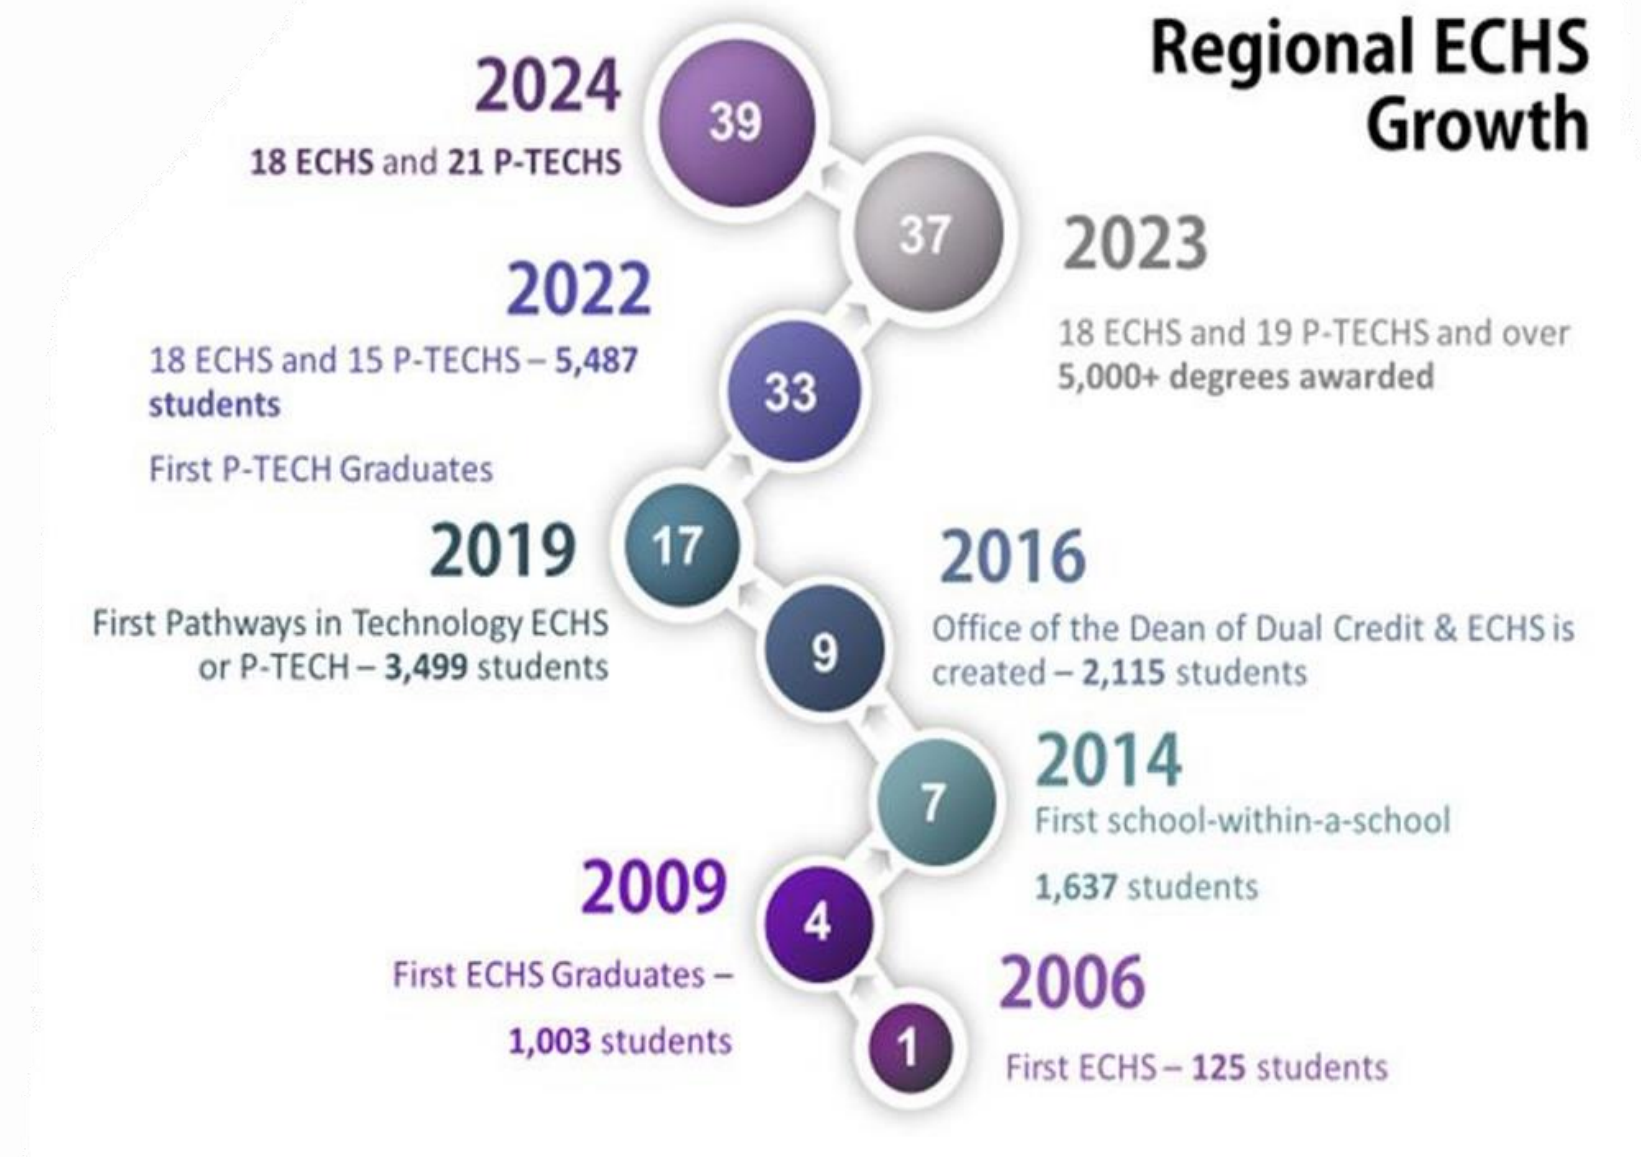 Regional ECHS
Growth
2024
39
18 ECHS and 21 P-TECHS
37
2023
18 ECHS and 19 P-TECHS and over
5,000+ degrees awarded
2022
33
18 ECHS and 15 P-TECHS – 5,487
students
First P-TECH Graduates
2019
17
First Pathways in Technology ECHS
or P-TECH – 3,499 students
9
2016
Office of the Dean of Dual Credit & ECHS is
created – 2,115 students
7
2014
First school-within-a-school
1,637 students
2009
4
First ECHS Graduates –
1,003 students
1
2006
First ECHS – 125 students